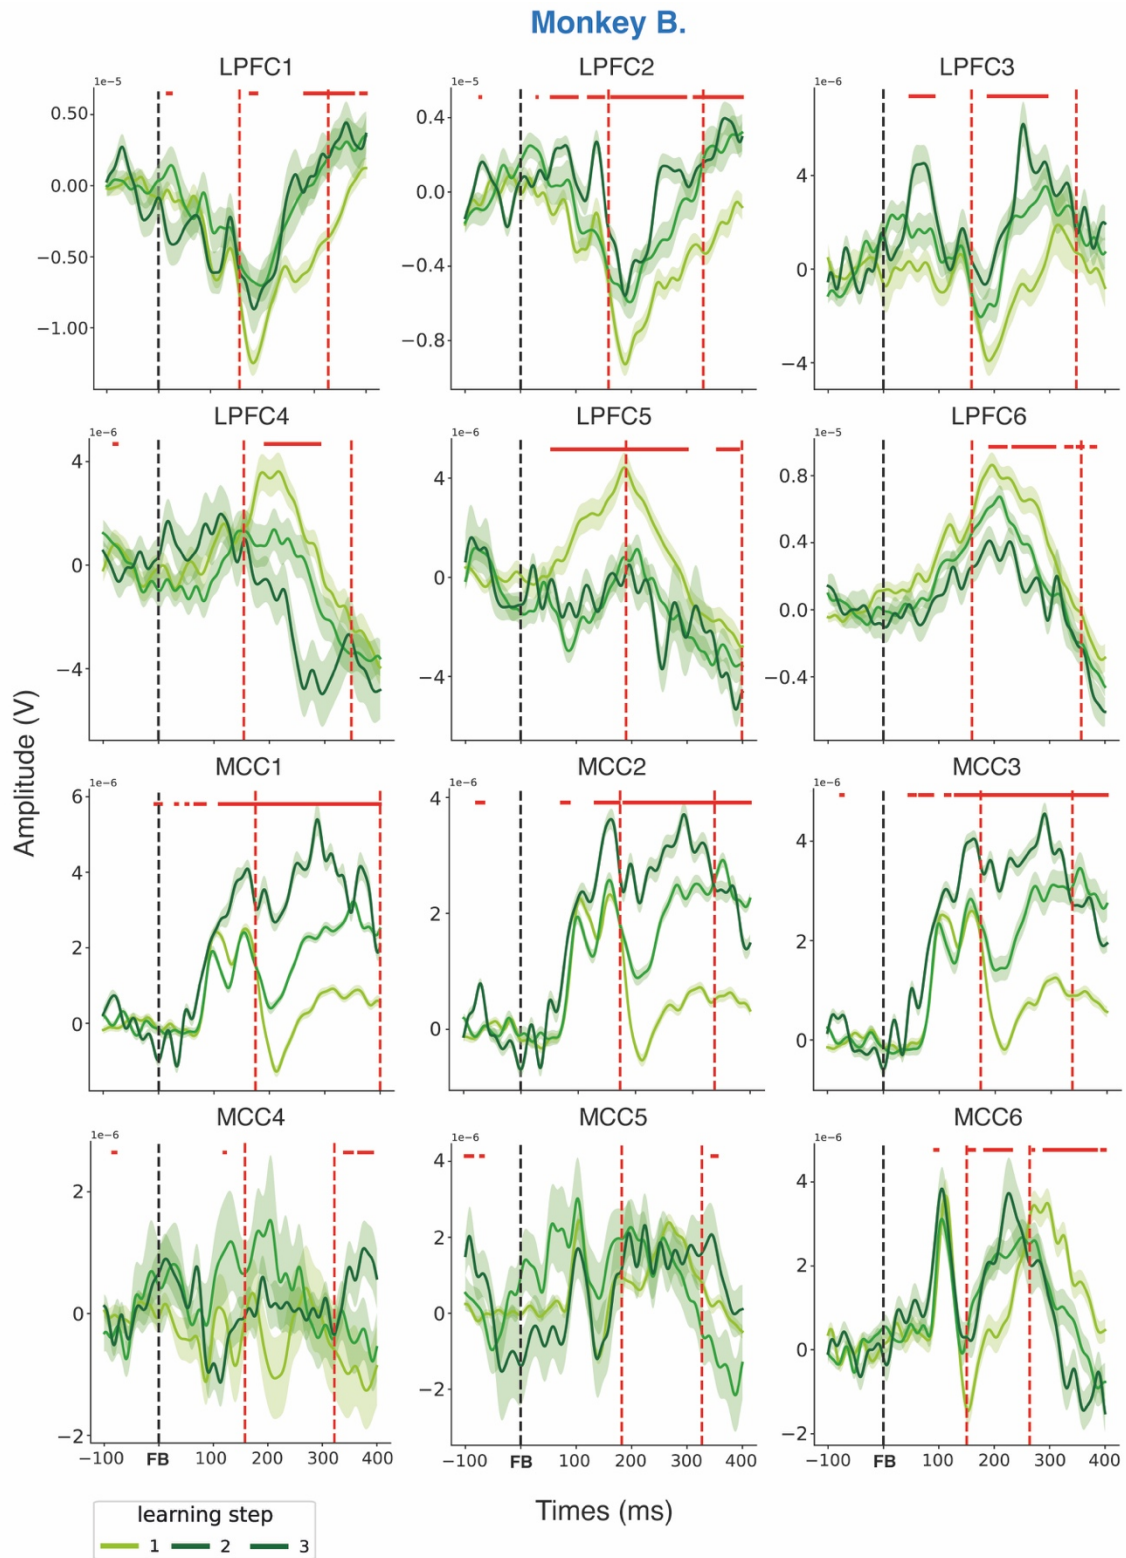 Monkey B.
LPFC1 LPFC2 LPFC3
1e−5 1e−5 1e−6
0.50 0.4 4
0.00 0.0 0
−0.50 −0.4 −4
−1.00 −0.8
LPFC4 LPFC5 LPFC6
1e−6 1e−6 1e−5
4 4 0.8
0 0 0.4
−4 −4 0.0
−0.4
Amplitude (V)
MCC1 MCC2 MCC3
1e−6 1e−6 1e−6
6 4 4
4 2 2
2 0 0
0
MCC4 MCC5 MCC6
1e−6 1e−6 1e−6
2 4 4
0 2 2
−2 0 0
−2 −2
−100 FB 100 200 300 400 −100 FB 100 200 300 400 −100 FB 100 200 300 400
Times (ms)
learning step
1 2 3